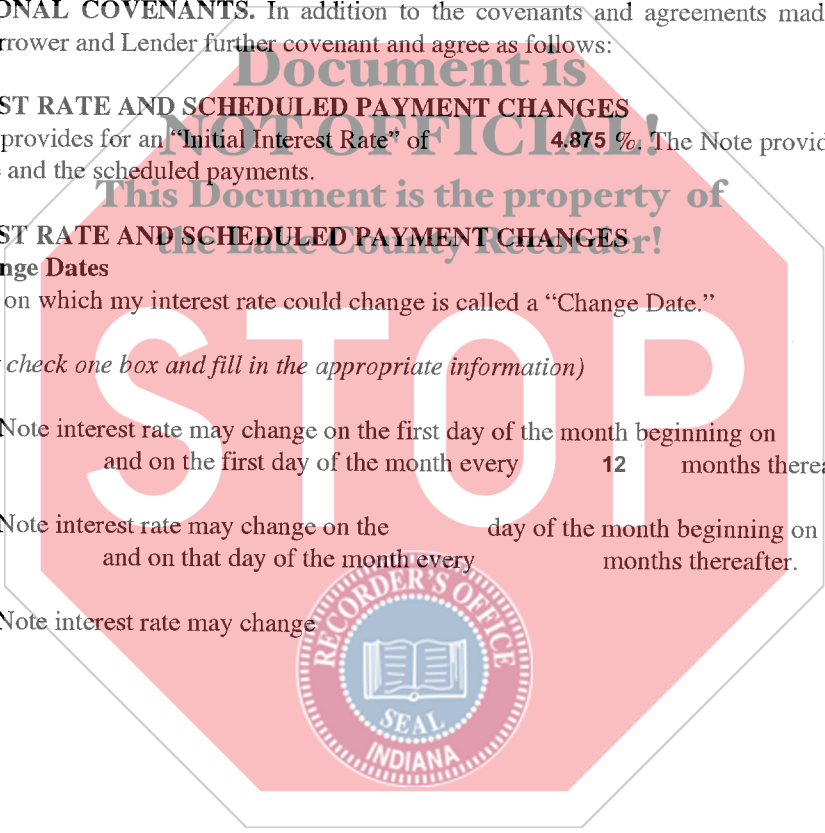 ONAL COVENANTS. In addition to the covenants and agreements mad
rrower and Lender further covenant and agree as follows:
Document is
ST RATE AND SCHEDULED PAYMENT CHANGES
NOT OFFICIAL!
provides for an “Initial Interest Rate” of 4.875 %. The Note provid
and the scheduled payments.
This Document is the property of
ST RATE AND SCHEDULED PAYMENT CHANGES
the Lake County Recorder!
nge Dates
on which my interest rate could change is called a “Change Date.”
STOP
check one box and fill in the appropriate information)
Note interest rate may change on the first day of the month beginning on
and on the first day of the month every 12 months therea
Note interest rate may change on the day of the month beginning on
and on that day of the month every months thereafter.
Note interest rate may change
RECORDER'S OFFICE
SEAL
INDIANA